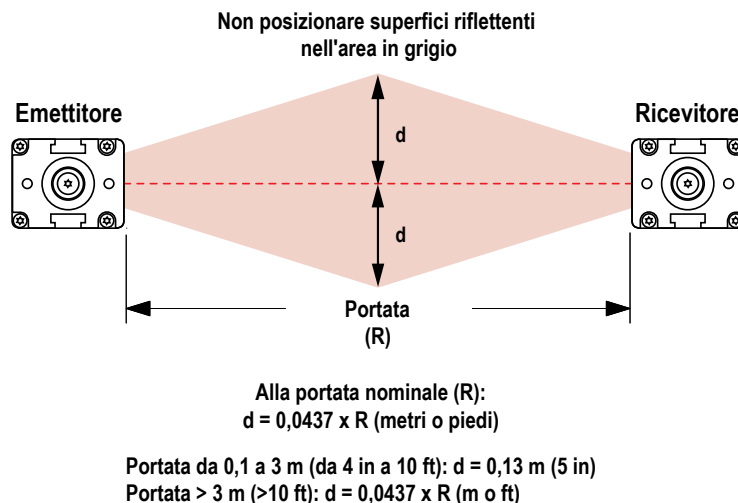 Non posizionare superfici riflettenti
nell'area in grigio
Emettitore
Ricevitore
d
d
Portata
(R)
Alla portata nominale (R):
d = 0,0437 x R (metri o piedi)
Portata da 0,1 a 3 m (da 4 in a 10 ft): d = 0,13 m (5 in)
Portata > 3 m (>10 ft): d = 0,0437 x R (m o ft)